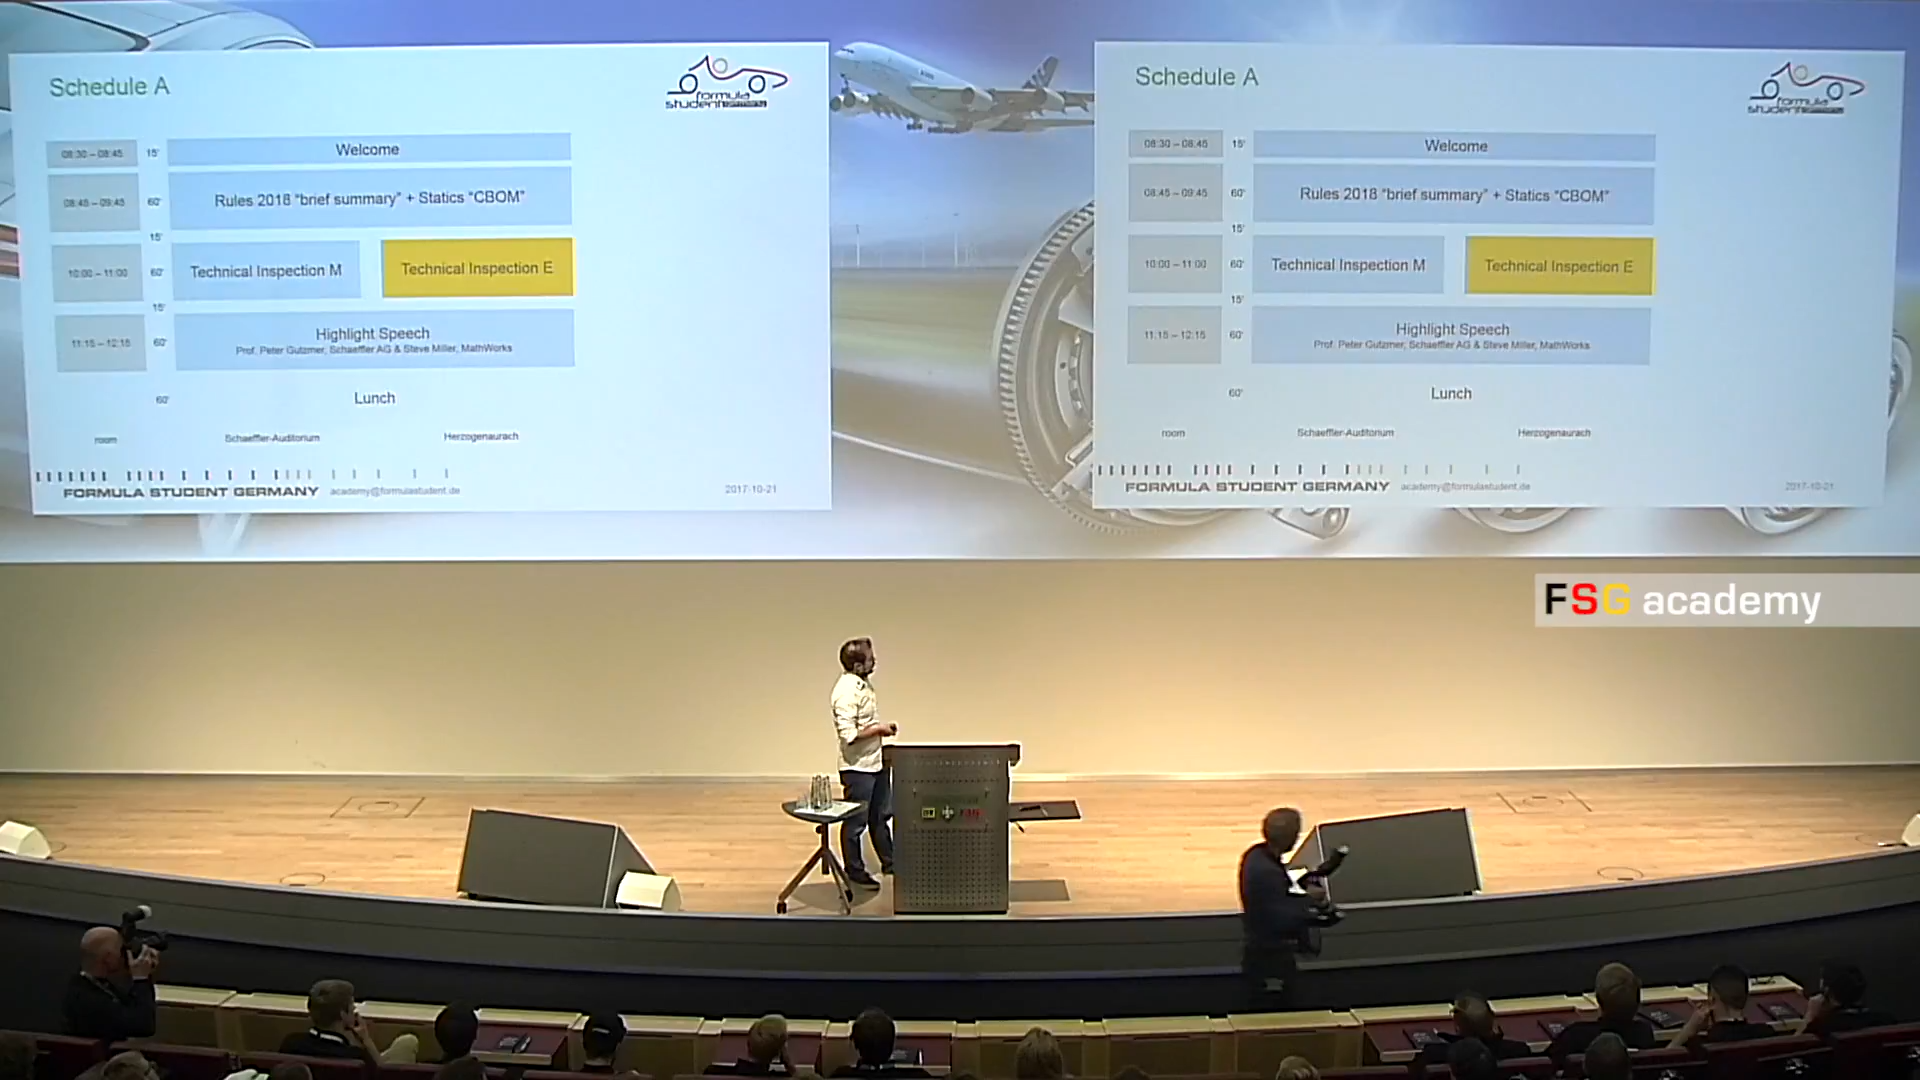 Schedule A
formula
student
08:30 – 08:45 15' Welcome
08:45 – 09:45 60' Rules 2018 "brief summary" + Statics "CBOM"
15'
10:00 – 11:00 60' Technical Inspection M Technical Inspection E
15'
11:15 – 12:15 60' Highlight Speech
Prof. Peter Gutzmer, Schaeffler AG & Steve Miller, MathWorks
60' Lunch
room Schaeffler-Auditorium Herzogenaurach
FORMULA STUDENT GERMANY academy@formulastudent.de 2017-10-21
Schedule A
formula
student
08:30 – 08:45 15' Welcome
08:45 – 09:45 60' Rules 2018 "brief summary" + Statics "CBOM"
15'
10:00 – 11:00 60' Technical Inspection M Technical Inspection E
15'
11:15 – 12:15 60' Highlight Speech
Prof. Peter Gutzmer, Schaeffler AG & Steve Miller, MathWorks
60' Lunch
room Schaeffler-Auditorium Herzogenaurach
FORMULA STUDENT GERMANY academy@formulastudent.de 2017-10-21
FSG academy